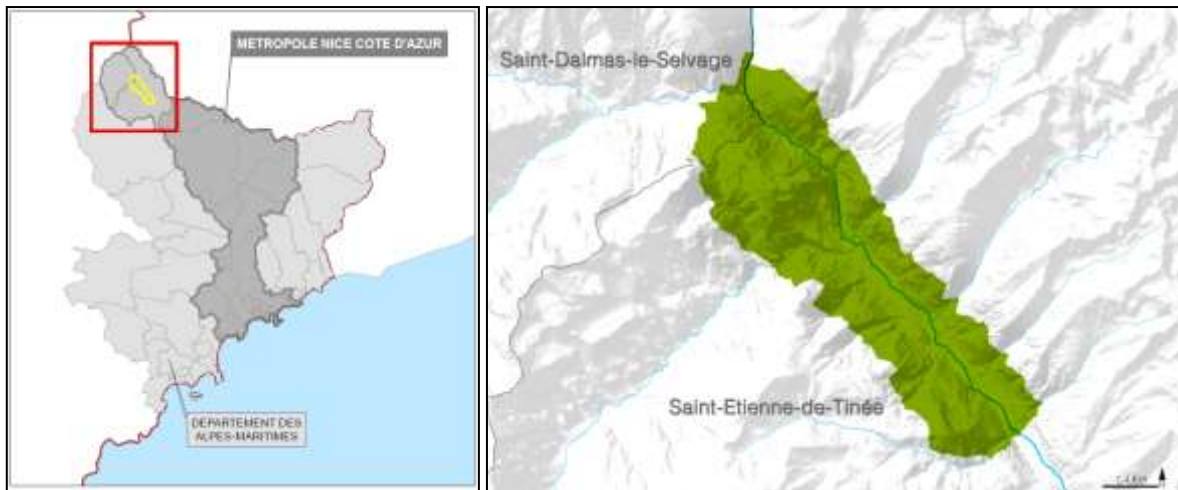 METROPOLE NICE COTE D'AZUR
DEPARTEMENT DES
ALPES-MARITIMES
Saint-Dalmas-le-Selvage
Saint-Etienne-de-Tinée